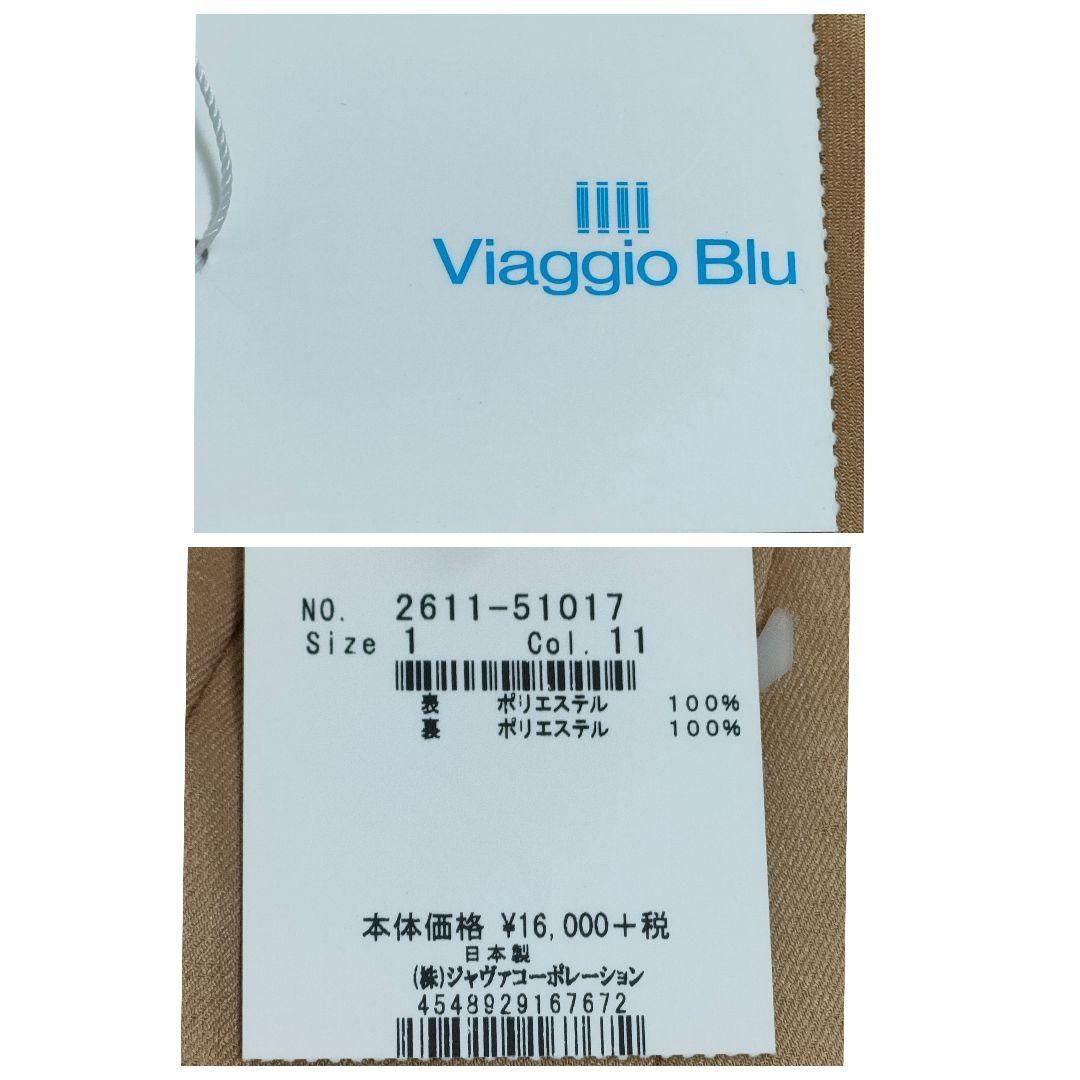 Viaggio Blu
NO. 2611-51017
Size 1 Col. 11
表 ポリエステル 100%
裏 ポリエステル 100%
本体価格 ¥16,000+税
日本製
(株)ジャヴァコーポレーション
4548929167672